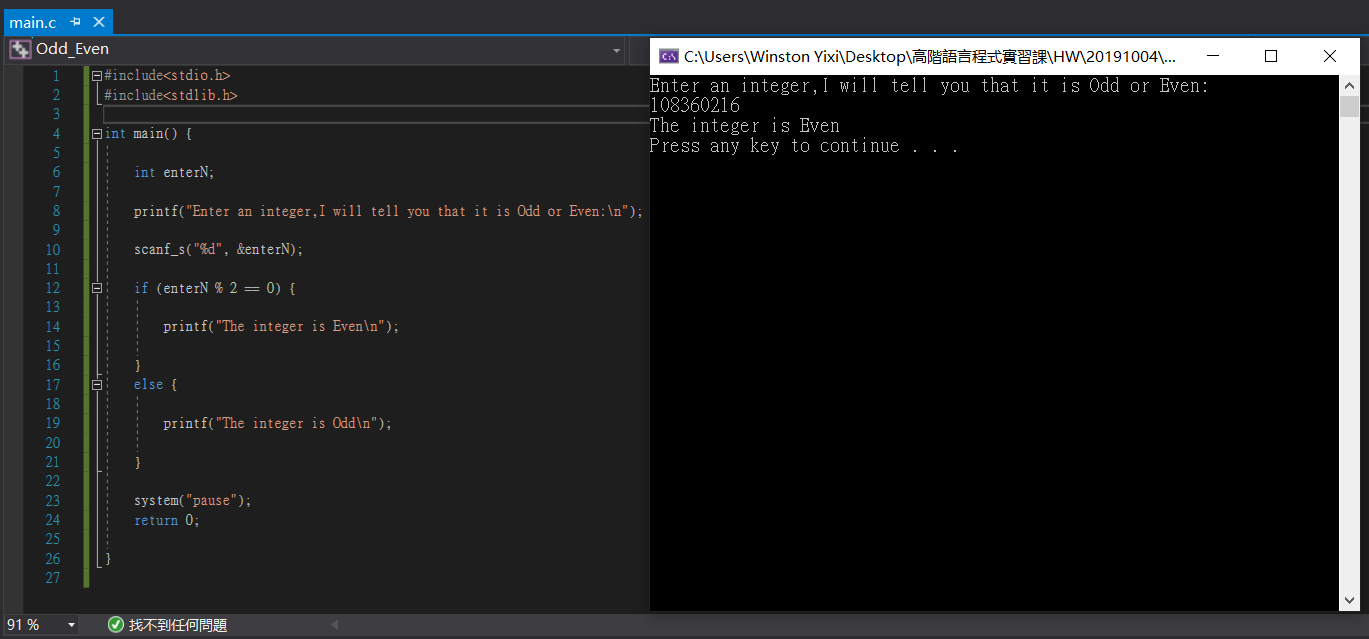 main.c
Odd_Even
1 #include<stdio.h>
2 #include<stdlib.h>
3
4 int main() {
5
6 int enterN;
7
8 printf("Enter an integer,I will tell you that it is Odd or Even:\n");
9
10 scanf_s("%d", &enterN);
11
12 if (enterN % 2 == 0) {
13
14 printf("The integer is Even\n");
15
16 }
17 else {
18
19 printf("The integer is Odd\n");
20
21 }
22
23 system("pause");
24 return 0;
25
26 }
27
91 %
找不到任何問題
C:\Users\Winston Yixi\Desktop\高階語言程式實習課\HW\20191004\...
Enter an integer,I will tell you that it is Odd or Even:
108360216
The integer is Even
Press any key to continue . . .